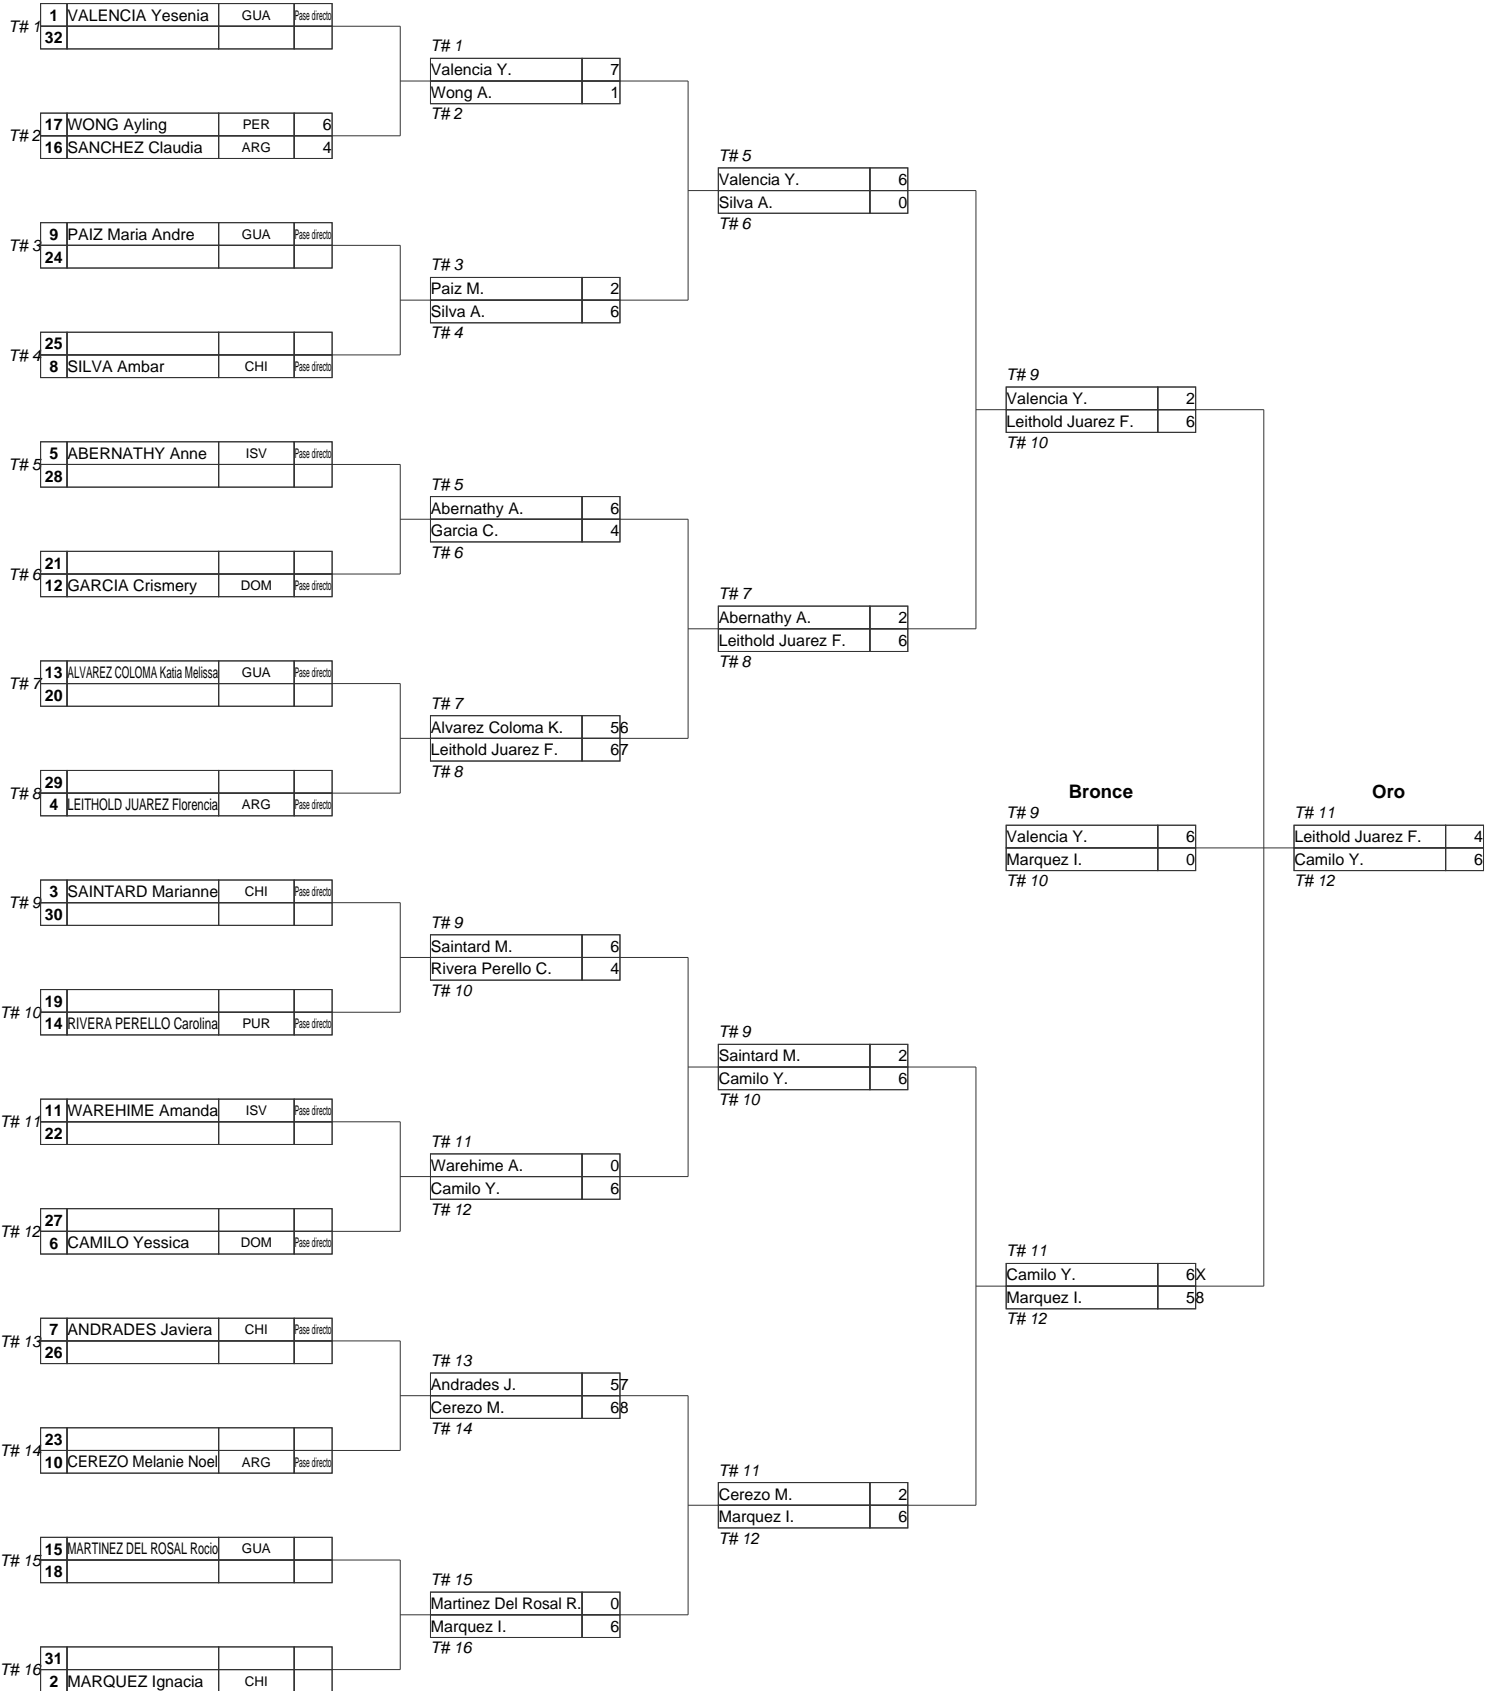 T# 1
1 VALENCIA Yesenia GUA Pase directo
32
T# 2
17 WONG Ayling PER 6
16 SANCHEZ Claudia ARG 4
T# 3
9 PAIZ Maria Andre GUA Pase directo
24
T# 4
25
8 SILVA Ambar CHI Pase directo
T# 5
5 ABERNATHY Anne ISV Pase directo
28
T# 6
21
12 GARCIA Crismery DOM Pase directo
T# 7
13 ALVAREZ COLOMA Katia Melissa GUA Pase directo
20
T# 8
29
4 LEITHOLD JUAREZ Florencia ARG Pase directo
T# 9
3 SAINTARD Marianne CHI Pase directo
30
T# 10
19
14 RIVERA PERELLO Carolina PUR Pase directo
T# 11
11 WAREHIME Amanda ISV Pase directo
22
T# 12
27
6 CAMILO Yessica DOM Pase directo
T# 13
7 ANDRADES Javiera CHI Pase directo
26
T# 14
23
10 CEREZO Melanie Noel ARG Pase directo
T# 15
15 MARTINEZ DEL ROSAL Rocio GUA
18
T# 16
31
2 MARQUEZ Ignacia CHI
T# 1
Valencia Y. 7
Wong A. 1
T# 2
T# 3
Paiz M. 2
Silva A. 6
T# 4
T# 5
Abernathy A. 6
Garcia C. 4
T# 6
T# 7
Alvarez Coloma K. 56
Leithold Juarez F. 67
T# 8
T# 9
Saintard M. 6
Rivera Perello C. 4
T# 10
T# 11
Warehime A. 0
Camilo Y. 6
T# 12
T# 13
Andrades J. 57
Cerezo M. 68
T# 14
T# 15
Martinez Del Rosal R. 0
Marquez I. 6
T# 16
T# 5
Valencia Y. 6
Silva A. 0
T# 6
T# 7
Abernathy A. 2
Leithold Juarez F. 6
T# 8
T# 9
Saintard M. 2
Camilo Y. 6
T# 10
T# 11
Cerezo M. 2
Marquez I. 6
T# 12
T# 9
Valencia Y. 2
Leithold Juarez F. 6
T# 10
T# 11
Camilo Y. 6X
Marquez I. 58
T# 12
Bronce
T# 9
Valencia Y. 6
Marquez I. 0
T# 10
Oro
T# 11
Leithold Juarez F. 4
Camilo Y. 6
T# 12